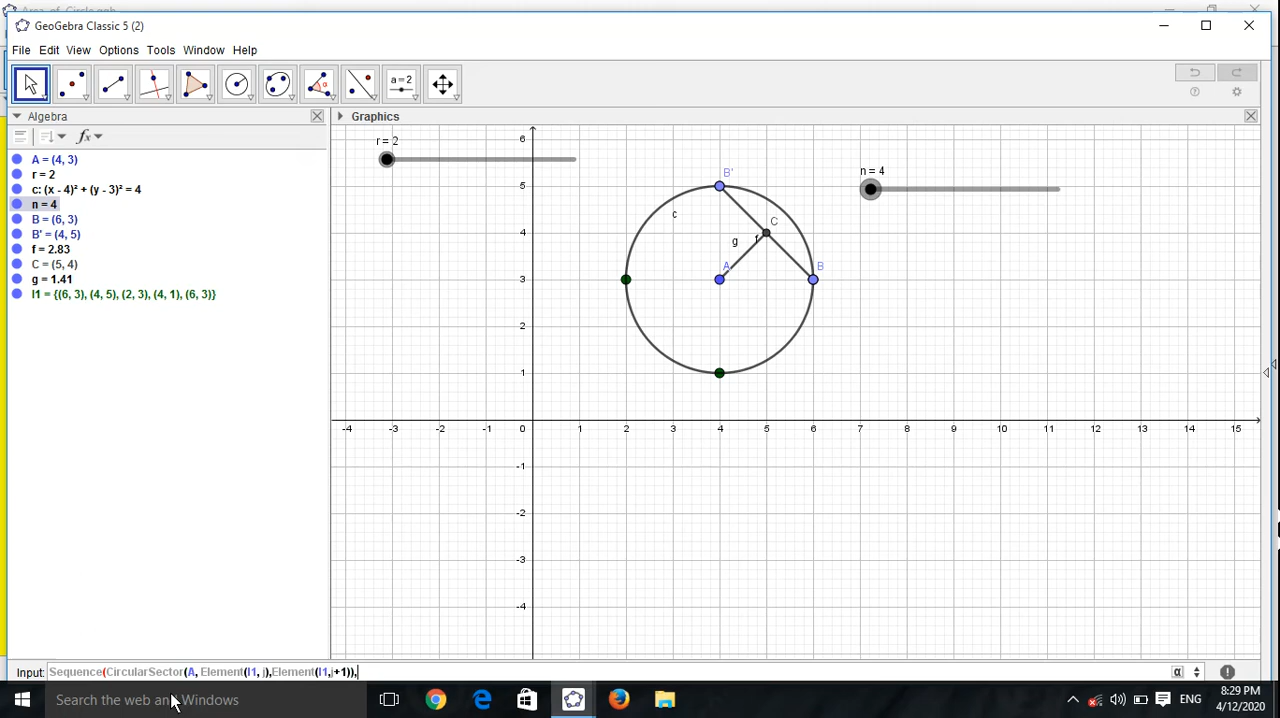 Area_of_Circle.ggb
GeoGebra Classic 5 (2)
File Edit View Options Tools Window Help
a = 2
Algebra
Graphics
fx
A = (4, 3)
r = 2
c: (x - 4)² + (y - 3)² = 4
n = 4
B = (6, 3)
B' = (4, 5)
f = 2.83
C = (5, 4)
g = 1.41
l1 = {(6, 3), (4, 5), (2, 3), (4, 1), (6, 3)}
r = 2
n = 4
B'
c
C
g
f
A
B
6
5
4
3
2
1
-4 -3 -2 -1 0 1 2 3 4 5 6 7 8 9 10 11 12 13 14 15
-1
-2
-3
-4
Input: Sequence(CircularSector(A, Element(l1, j),Element(l1,j+1)),
α
Search the web and Windows
ENG
8:29 PM
4/12/2020